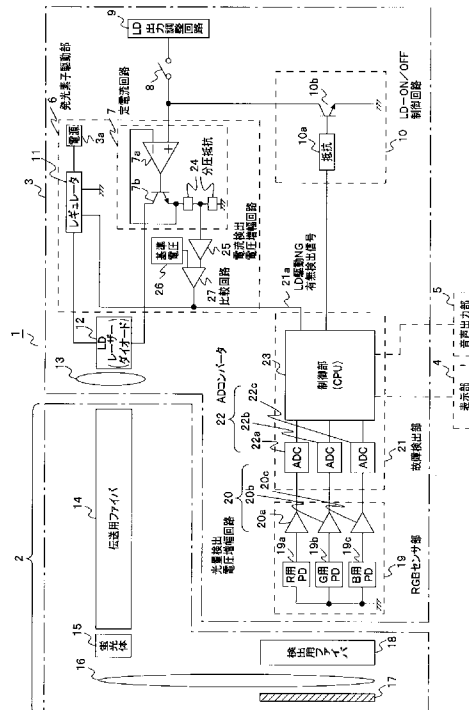 1
2
3
6
発光素子駆動部
11
レギュレータ
電源
3a
7
定電流回路
7a
7b
+
24
分圧抵抗
8
9
LD出力調整回路
25
電流検出
電圧増幅回路
基準
電圧
26
27
比較回路
12
LD
レーザー
ダイオード
13
14
伝送用ファイバ
15
蛍光体
16
17
18
検出用ファイバ
10
10a
抵抗
10b
LD-ON/OFF
制御回路
21a
LD駆動NG
有無検出信号
23
制御部
(CPU)
22
ADコンバータ
22a
22b
22c
ADC
ADC
ADC
21
故障検出部
20
20a
20b
20c
光量検出
電圧増幅回路
19a
19b
19c
R用
PD
G用
PD
B用
PD
19
RGBセンサ部
4
表示部
5
音声出力部